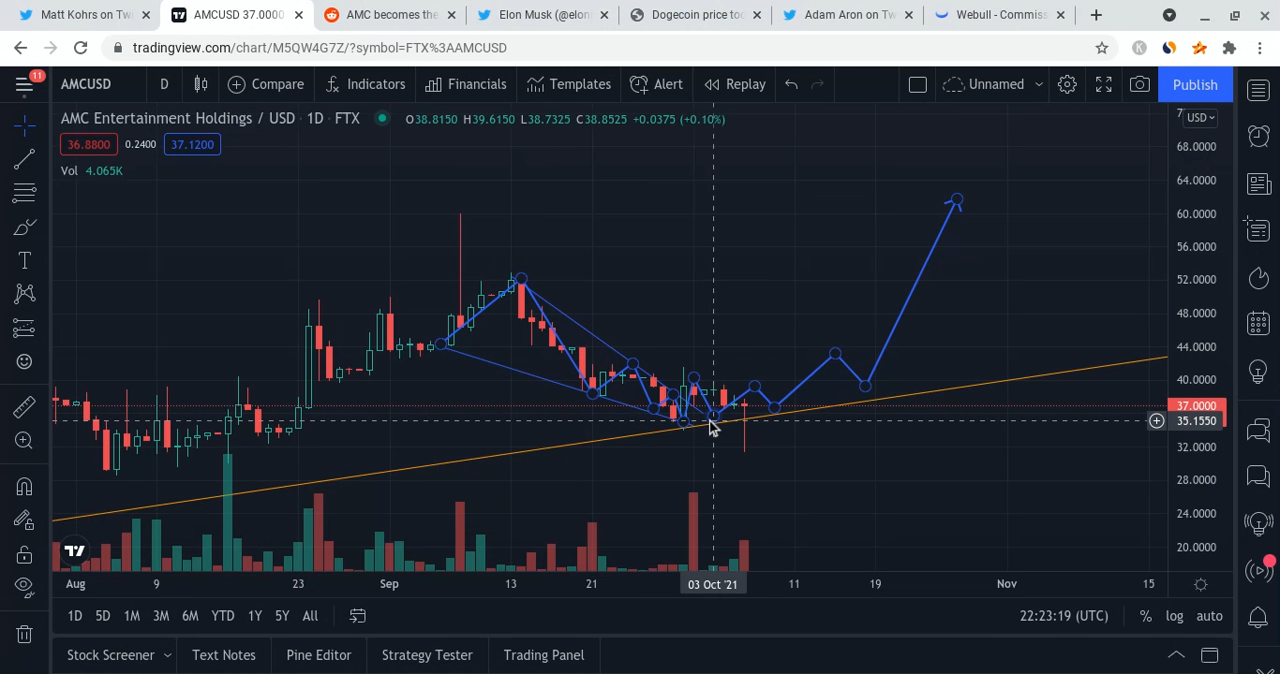 Matt Kohrs on Twi
AMCUSD 37.0000
AMC becomes the
Elon Musk (@elon
Dogecoin price to
Adam Aron on Tw
Webull - Commiss
tradingview.com/chart/M5QW4G7Z/?symbol=FTX%3AAMCUSD
11
AMCUSD
D
Compare
Indicators
Financials
Templates
Alert
Replay
Unnamed
Publish
AMC Entertainment Holdings / USD · 1D · FTX
O38.8150 H39.6150 L38.7325 C38.8525 +0.0375 (+0.10%)
USD
36.8800
0.2400
37.1200
Vol 4.065K
68.0000
64.0000
60.0000
56.0000
52.0000
48.0000
44.0000
40.0000
37.0000
35.1550
32.0000
28.0000
24.0000
20.0000
Aug
9
23
Sep
13
21
03 Oct '21
11
19
Nov
15
1D
5D
1M
3M
6M
YTD
1Y
5Y
All
22:23:19 (UTC)
%
log
auto
Stock Screener
Text Notes
Pine Editor
Strategy Tester
Trading Panel